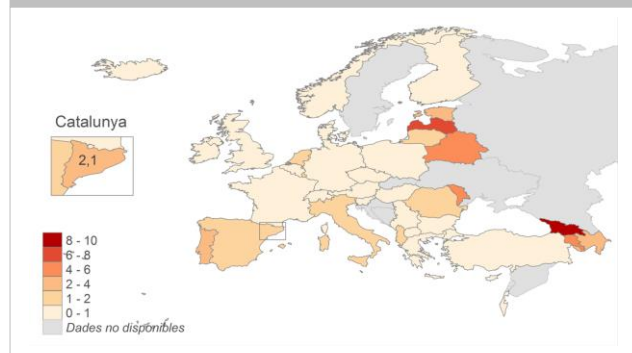 Catalunya
2,1
8 - 10
6 - 8
4 - 6
2 - 4
1 - 2
0 - 1
Dades no disponibles